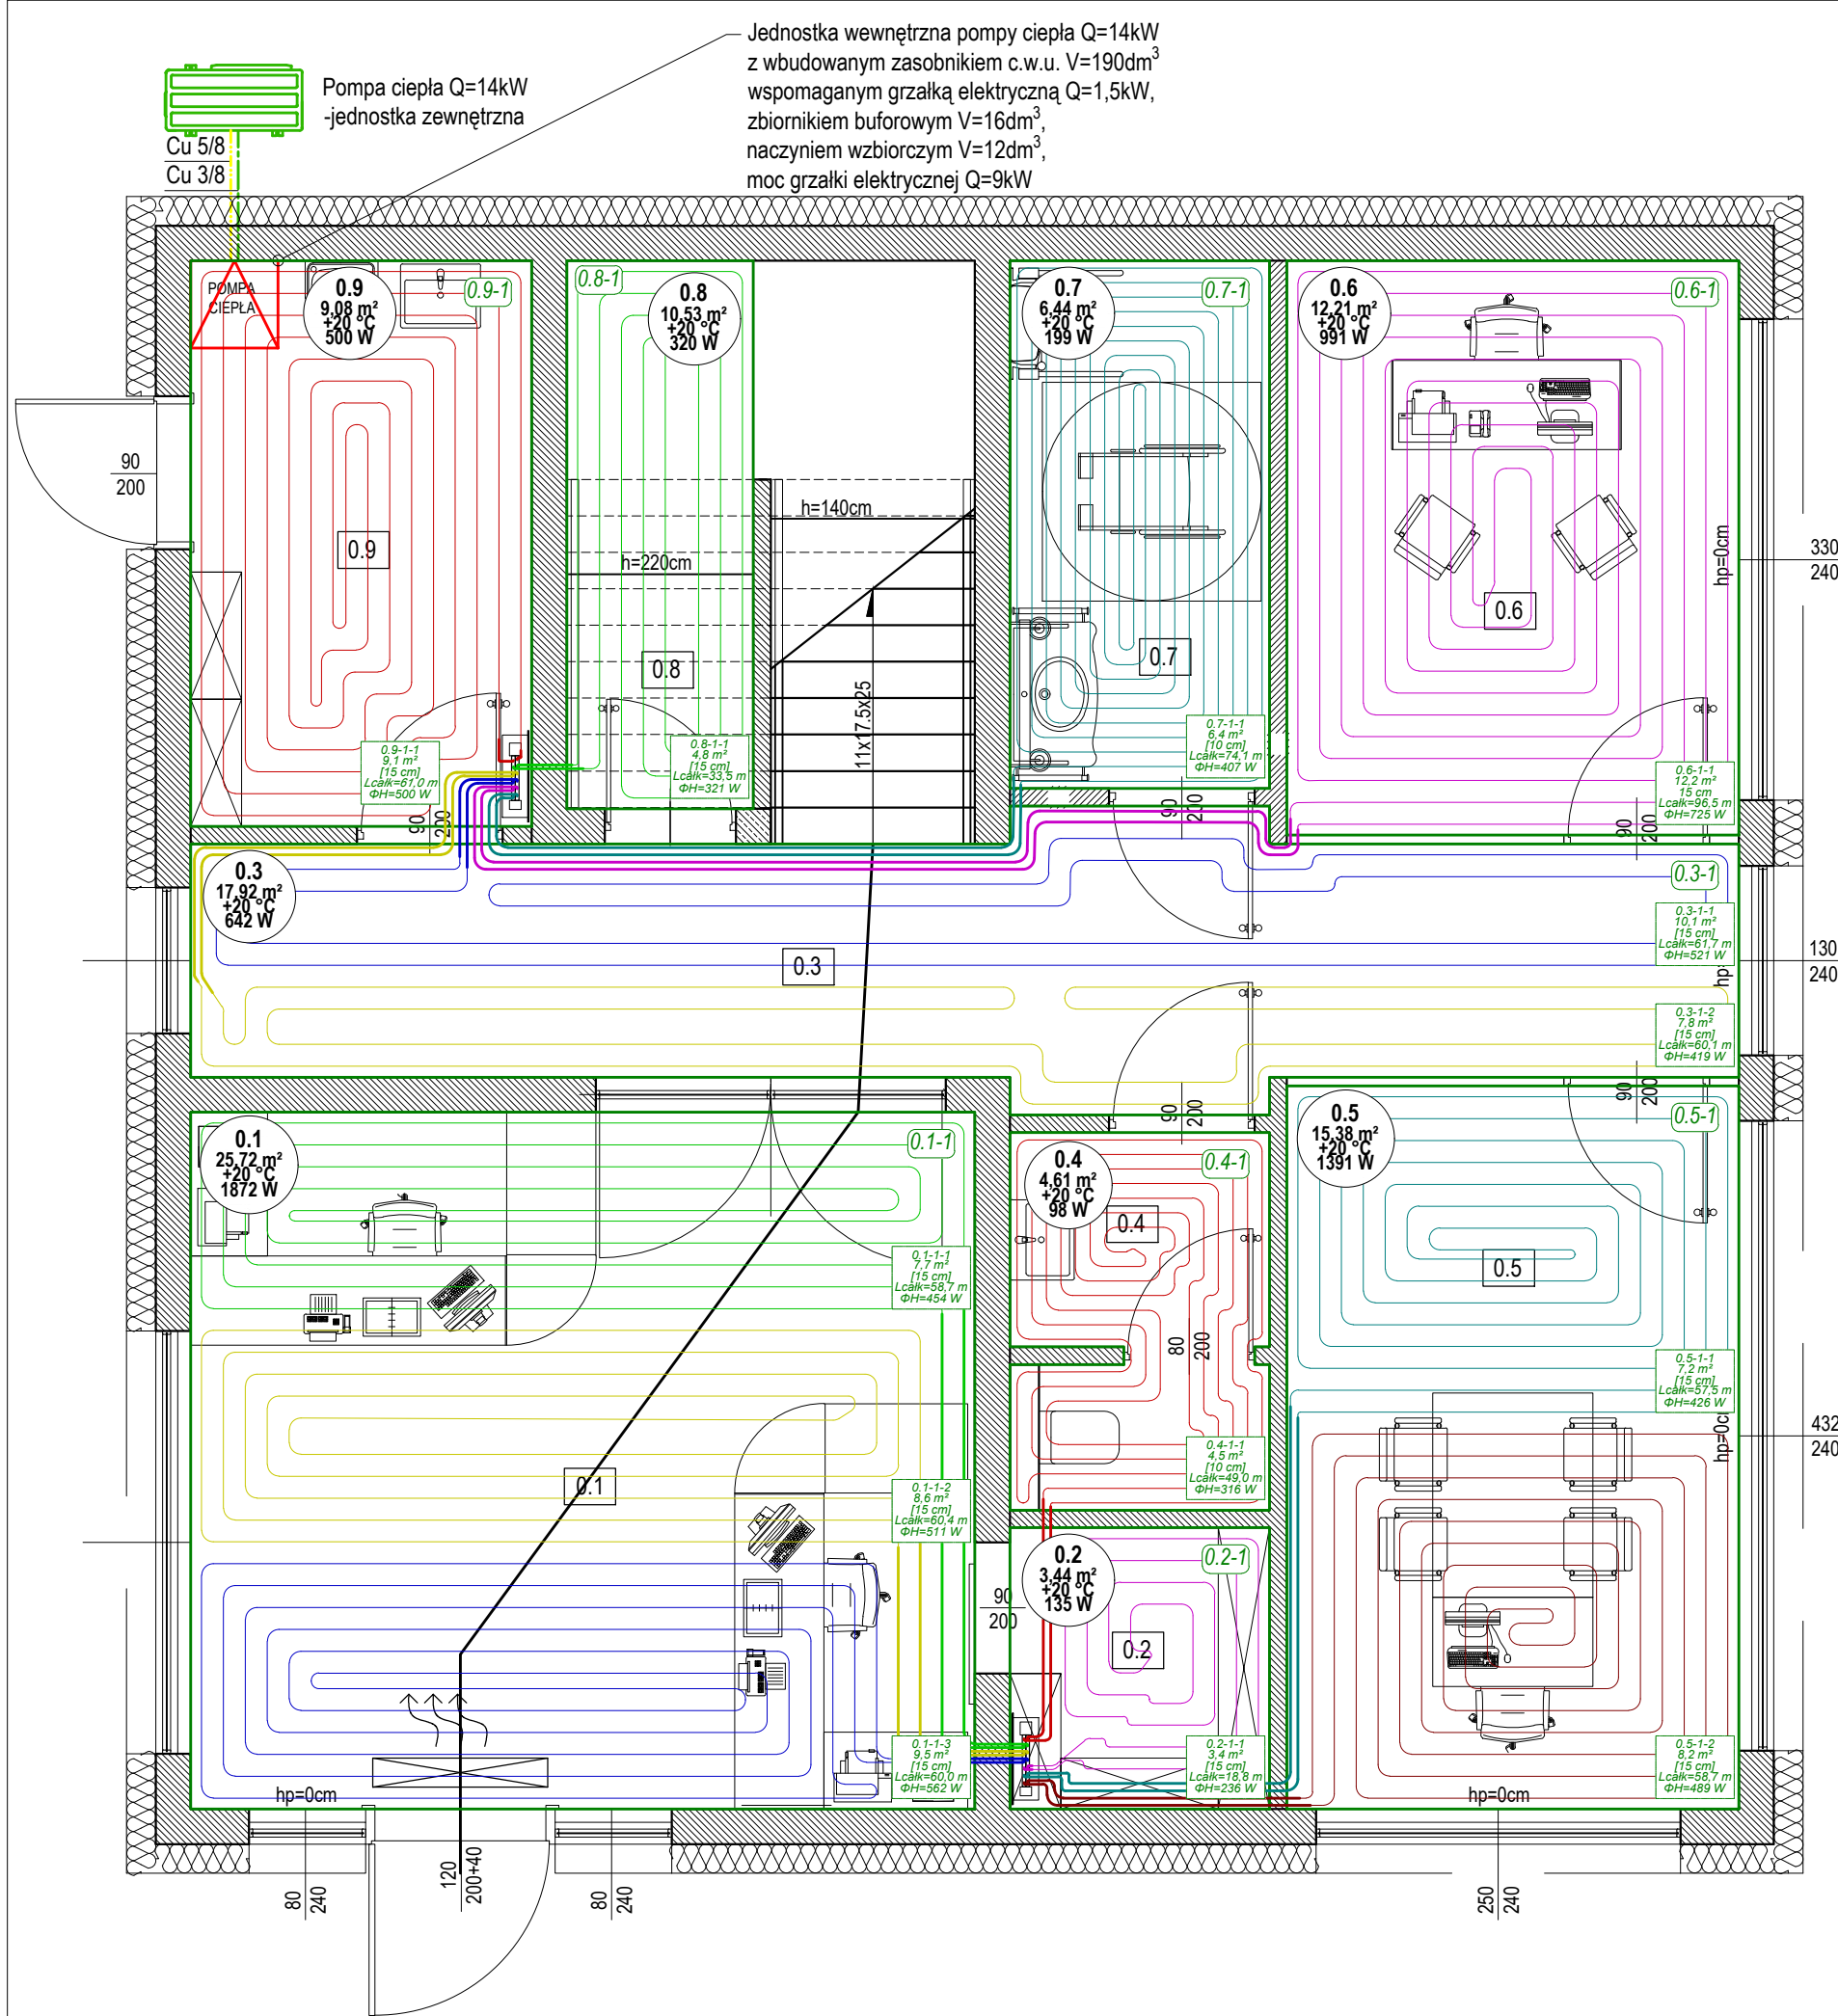 Jednostka wewnętrzna pompy ciepła Q=14kW
z wbudowanym zasobnikiem c.w.u. V=190dm³
wspomaganym grzałką elektryczną Q=1,5kW,
zbiornikiem buforowym V=16dm³,
naczyniem wzbiorczym V=12dm³,
moc grzałki elektrycznej Q=9kW
Pompa ciepła Q=14kW
-jednostka zewnętrzna
Cu 5/8
Cu 3/8
POMPA
CIEPŁA
0.9
9,08 m²
+20 °C
500 W
0.9-1
0.8-1
0.8
10,53 m²
+20 °C
320 W
0.7
6,44 m²
+20 °C
199 W
0.7-1
0.6
12,21 m²
+20 °C
991 W
0.6-1
90
200
0.9
h=140cm
h=220cm
0.8
11x17.5x25
0.7
0.6
hp=0cm
330
240
0.9-1-1
9,1 m²
[15 cm]
Lcałk=61,0 m
ΦH=500 W
0.8-1-1
4,8 m²
[15 cm]
Lcałk=33,5 m
ΦH=321 W
0.7-1-1
6,4 m²
[10 cm]
Lcałk=74,1 m
ΦH=407 W
0.6-1-1
12,2 m²
15 cm
Lcałk=96,5 m
ΦH=725 W
90
200
90
200
90
200
0.3
17,92 m²
+20 °C
642 W
0.3-1
0.3-1-1
10,1 m²
[15 cm]
Lcałk=61,7 m
ΦH=521 W
0.3
hp=
130
240
0.3-1-2
7,8 m²
[15 cm]
Lcałk=60,1 m
ΦH=419 W
90
200
90
200
0.1
25,72 m²
+20 °C
1872 W
0.1-1
0.4
4,61 m²
+20 °C
98 W
0.4-1
0.4
0.5
15,38 m²
+20 °C
1391 W
0.5-1
0.5
0.1-1-1
7,7 m²
[15 cm]
Lcałk=58,7 m
ΦH=454 W
80
200
0.5-1-1
7,2 m²
[15 cm]
Lcałk=57,5 m
ΦH=426 W
hp=0cm
432
240
0.4-1-1
4,5 m²
[10 cm]
Lcałk=49,0 m
ΦH=316 W
0.1
0.1-1-2
8,6 m²
[15 cm]
Lcałk=60,4 m
ΦH=511 W
0.2
3,44 m²
+20 °C
135 W
0.2-1
90
200
0.2
0.1-1-3
9,5 m²
[15 cm]
Lcałk=60,0 m
ΦH=562 W
0.2-1-1
3,4 m²
[15 cm]
Lcałk=18,8 m
ΦH=236 W
0.5-1-2
8,2 m²
[15 cm]
Lcałk=58,7 m
ΦH=489 W
hp=0cm
hp=0cm
80
240
120
200+40
80
240
250
240